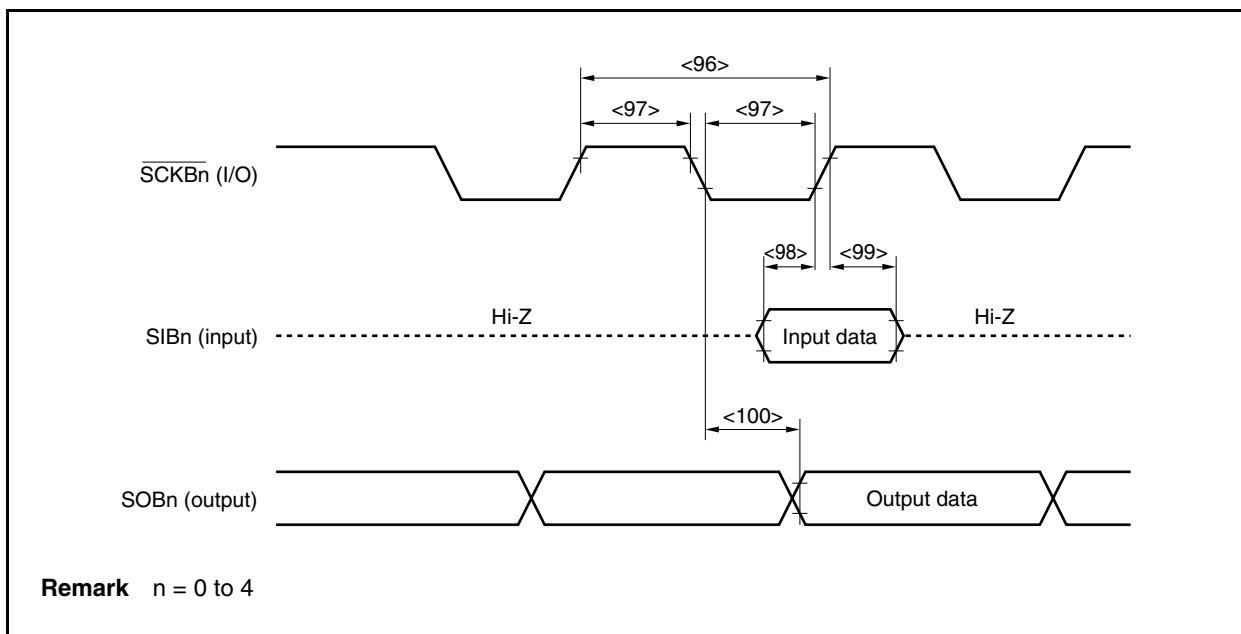 <96>
<97> <97>
SCKBn (I/O)
<98> <99>
Hi-Z Hi-Z
SIBn (input) Input data
<100>
SOBn (output) Output data
Remark n = 0 to 4